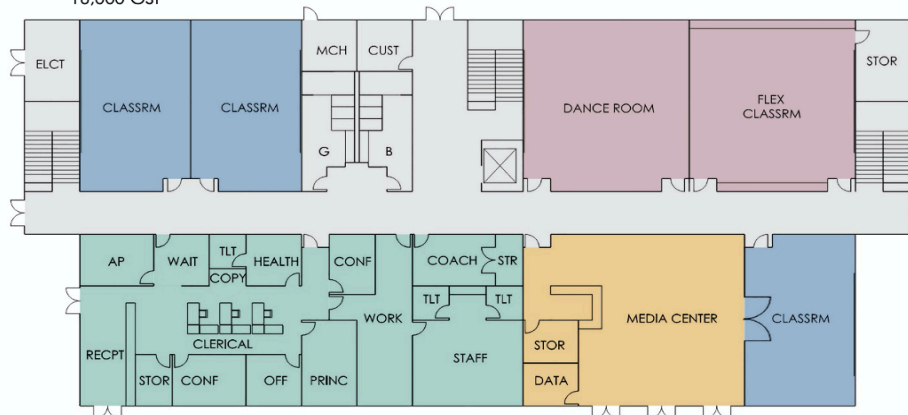 GSF
ELCT
CLASSRM
CLASSRM
MCH
CUST
G
B
DANCE ROOM
FLEX
CLASSRM
STOR
AP
WAIT
TLT
COPY
HEALTH
CONF
COACH
STR
TLT
TLT
WORK
CLERICAL
RECPT
STOR
CONF
OFF
PRINC
STAFF
STOR
DATA
MEDIA CENTER
CLASSRM